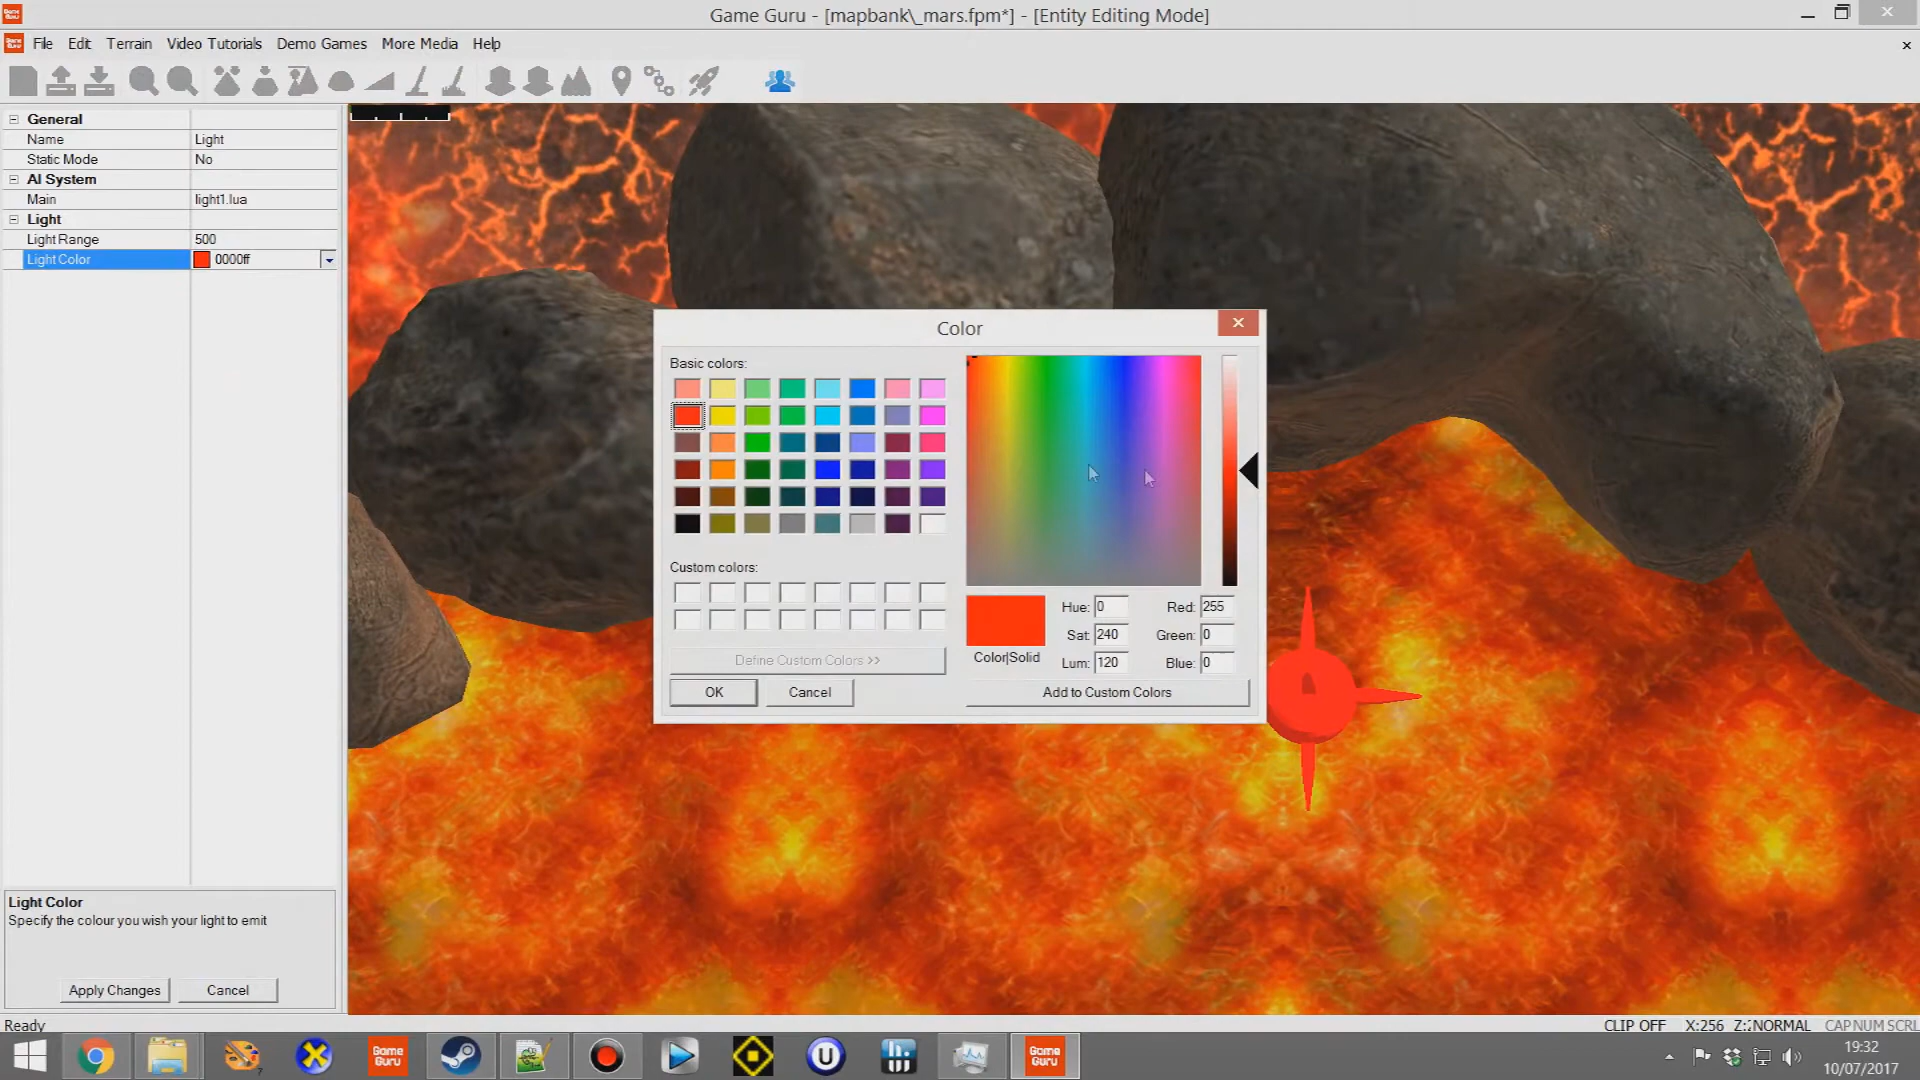 Game Guru - [mapbank\_mars.fpm*] - [Entity Editing Mode]
File Edit Terrain Video Tutorials Demo Games More Media Help
General
Name Light
Static Mode No
AI System
Main light1.lua
Light
Light Range 500
Light Color 0000ff
Color
Basic colors:
Custom colors:
Define Custom Colors >>
OK Cancel
Hue: 0 Red: 255
Sat: 240 Green: 0
Color|Solid
Lum: 120 Blue: 0
Add to Custom Colors
Light Color
Specify the colour you wish your light to emit
Apply Changes Cancel
Ready CLIP OFF X:256 NORMAL CAP NUM SCRL
Game Guru
Game Guru
19:32
10/07/2017